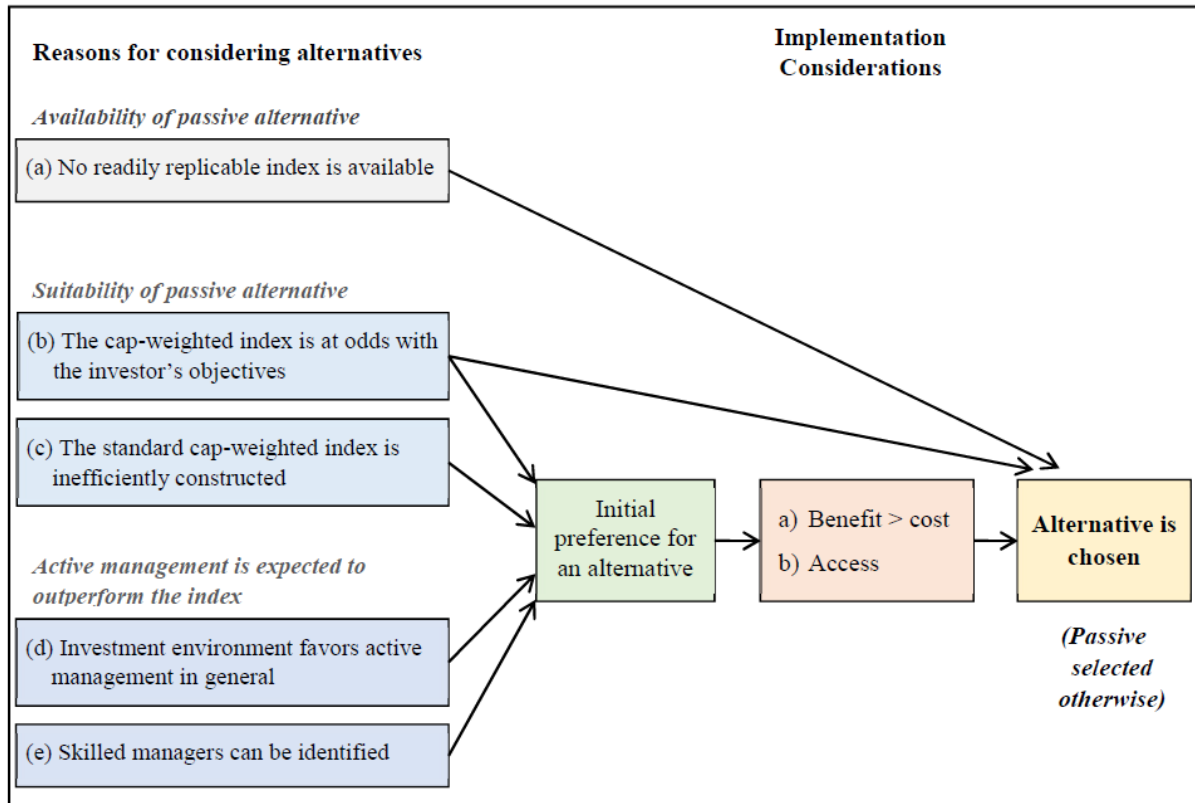 Reasons for considering alternatives
Implementation
Considerations
Availability of passive alternative
(a) No readily replicable index is available
Suitability of passive alternative
(b) The cap-weighted index is at odds with
the investor's objectives
(c) The standard cap-weighted index is
inefficiently constructed
Active management is expected to
outperform the index
(d) Investment environment favors active
management in general
(e) Skilled managers can be identified
Initial
preference for
an alternative
a) Benefit > cost
b) Access
Alternative is
chosen
(Passive
selected
otherwise)